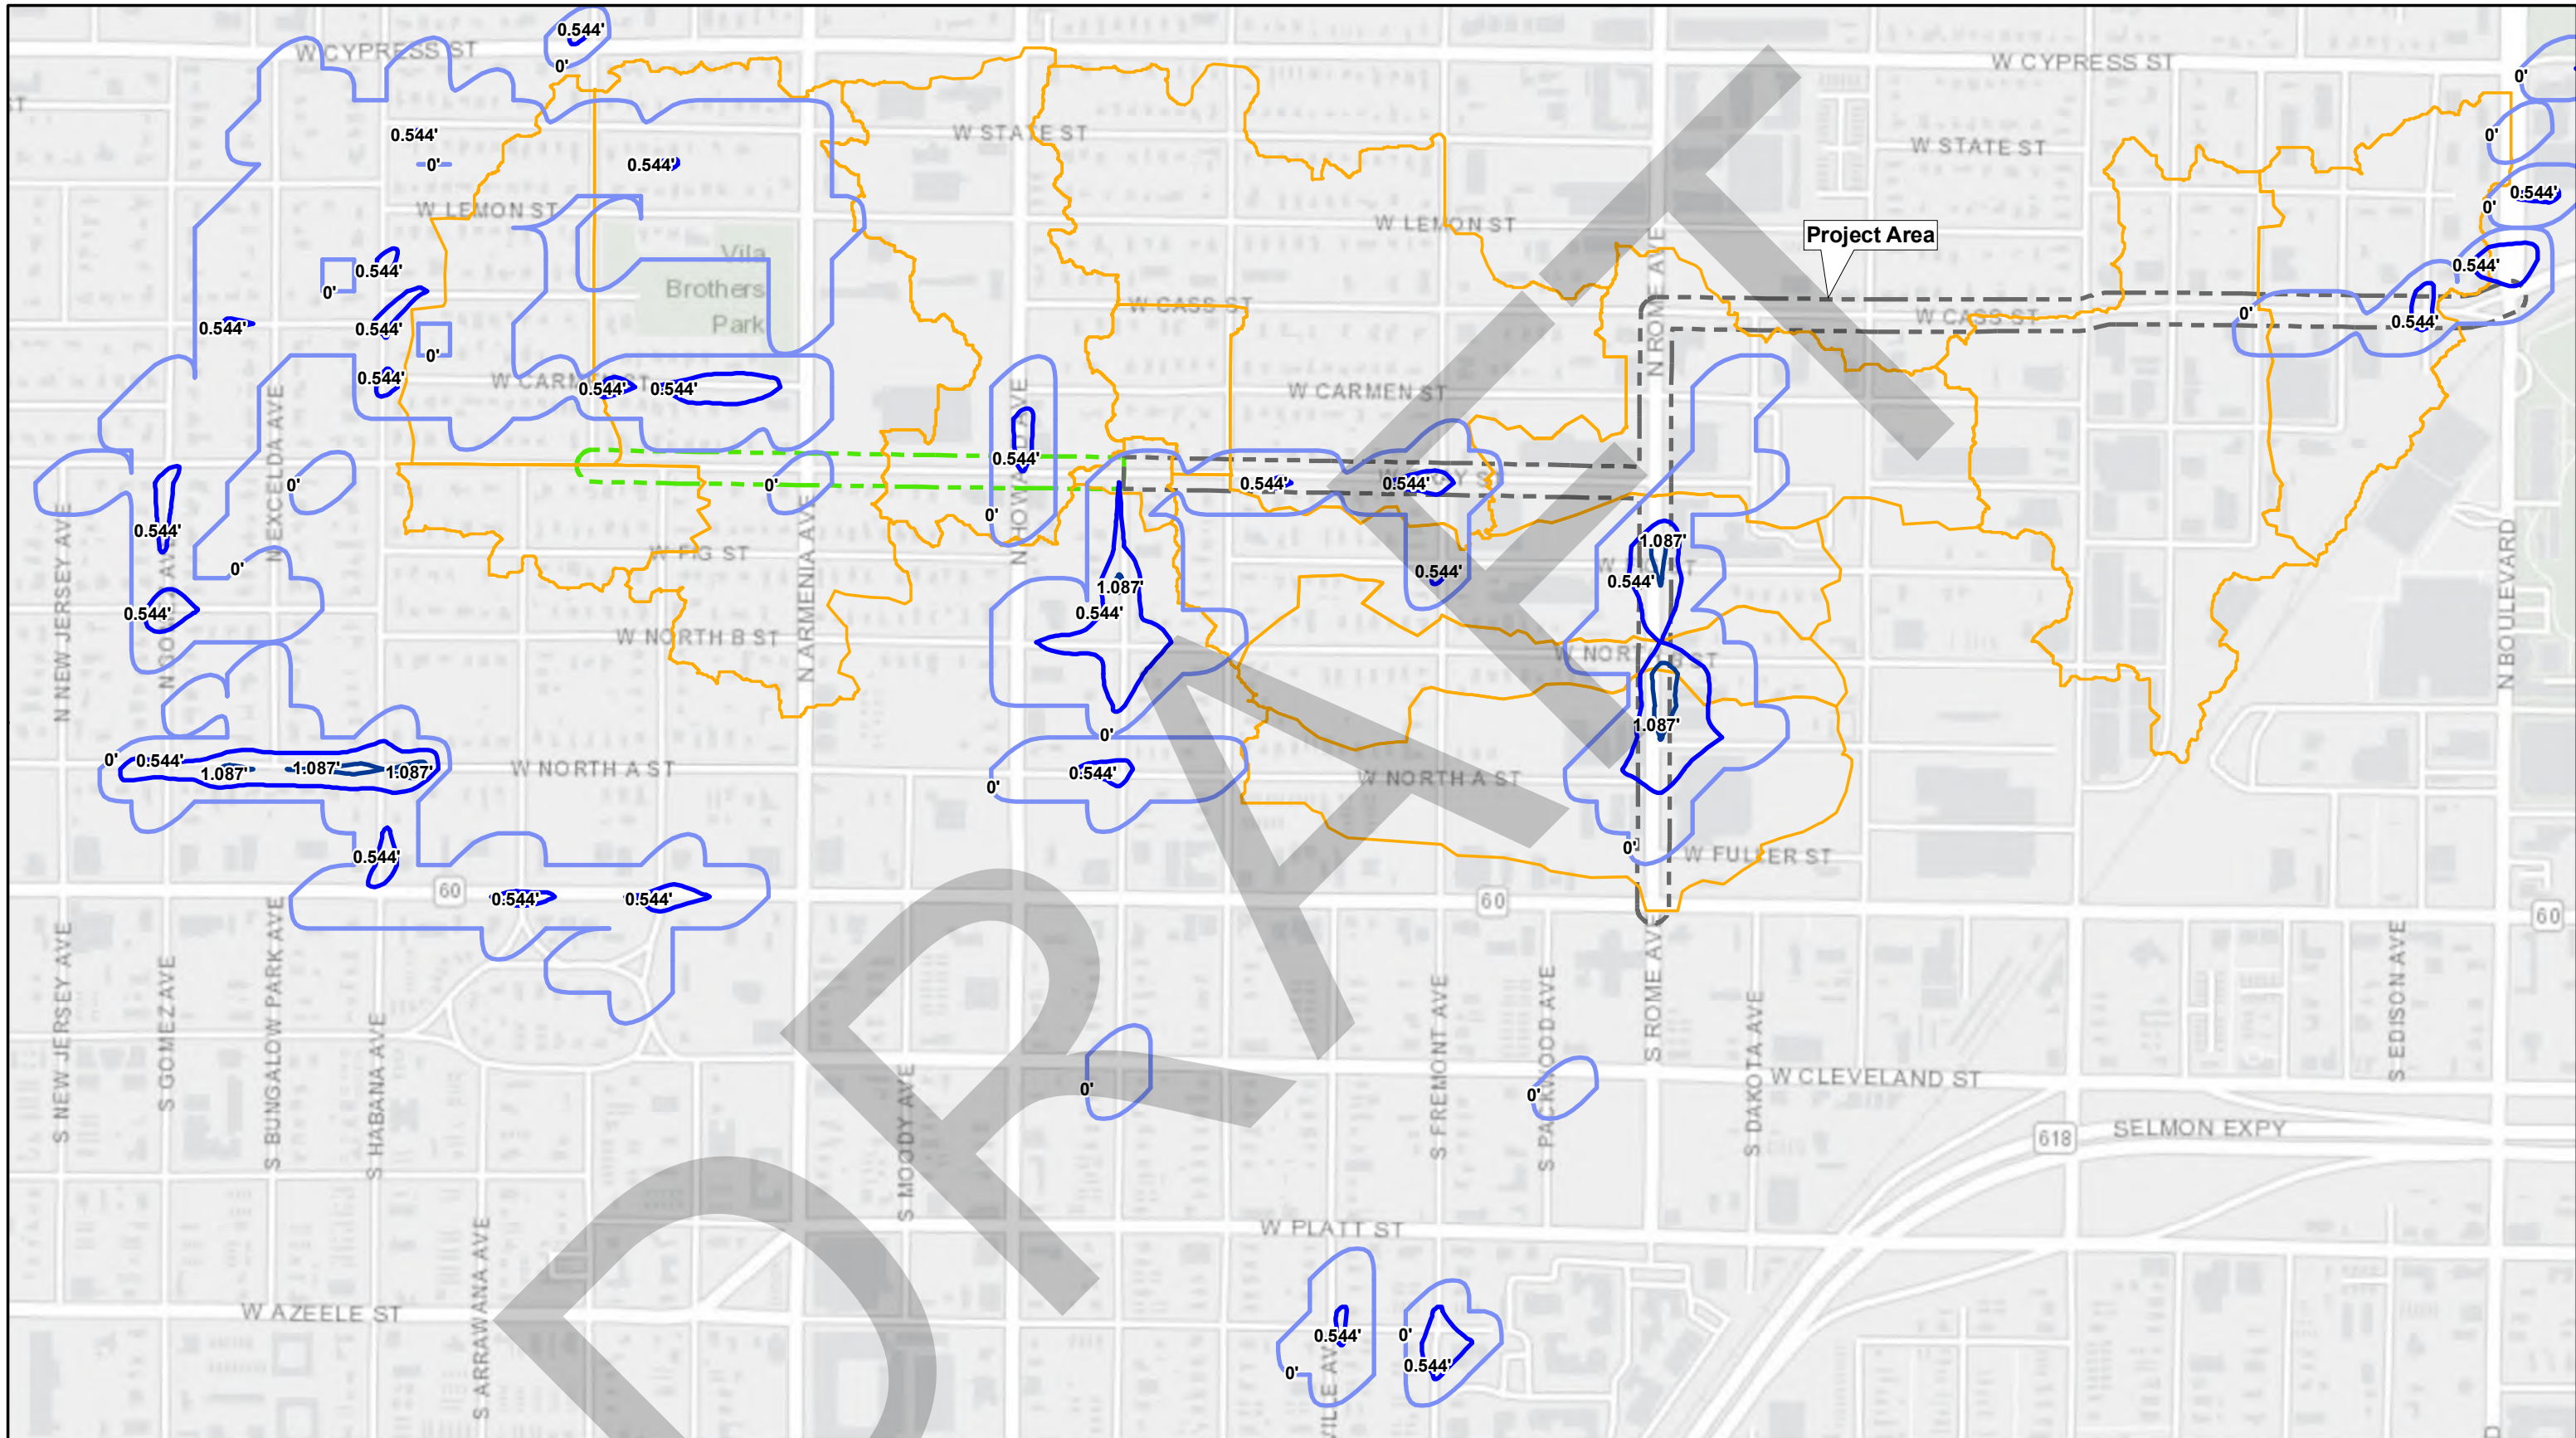 0.544'
W CYPRESS ST
0'
W CYPRESS ST
0'
0.544'
W STATE ST
0'
W STATE ST
0'
0.544'
0.544'
W LEMON ST
0'
W LEMON ST
N ROME AVE
Project Area
Vila
Brothers
Park
0.544'
0'
0.544'
0.544'
0.544'
0'
W CASS ST
W CASS ST
0'
0.544'
0.544'
0.544'
0.544'
0.544'
W CARMEN ST
N EXCELDA AVE
0'
0'
0.544'
0'
0.544'
0.544'
0.544'
N NEW JERSEY AVE
N ARMENIA AVE
N BOULEVARD
0'
W FIG ST
1.087'
0.544'
1.087'
0.544'
0.544'
0.544'
W NORTH B ST
1.087'
0'
0'
0.544'
1.087'
1.087'
1.087'
W NORTH A ST
0.544'
0'
W NORTH A ST
0.544'
0'
W FULLER ST
60
0.544'
0.544'
60
60
S NEW JERSEY AVE
S GOMEZ AVE
S BUNGALOW PARK AVE
S HABANA AVE
S ARRAWANA AVE
S MOODY AVE
S FREMONT AVE
S PACKWOOD AVE
S ROME AVE
S DAKOTA AVE
S EDISON AVE
0'
0'
W CLEVELAND ST
618
SELMON EXPY
W PLATT ST
W AZEELE ST
0.544'
0'
0'
0.544'
DRAFT